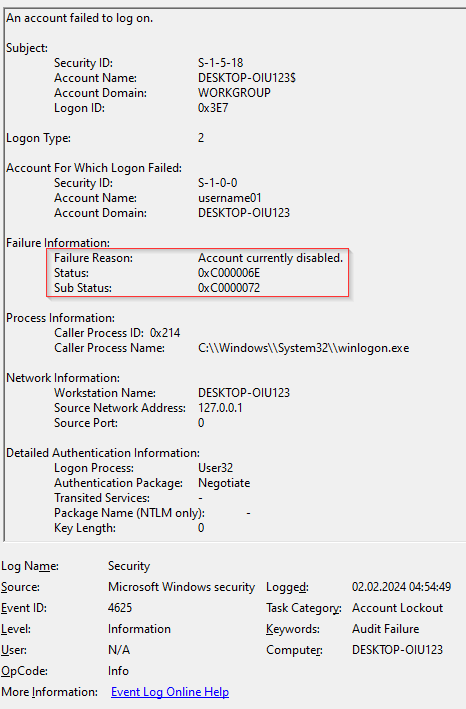 An account failed to log on.
Subject:
Security ID: S-1-5-18
Account Name: DESKTOP-OIU123$
Account Domain: WORKGROUP
Logon ID: 0x3E7
Logon Type: 2
Account For Which Logon Failed:
Security ID: S-1-0-0
Account Name: username01
Account Domain: DESKTOP-OIU123
Failure Information:
Failure Reason: Account currently disabled.
Status: 0xC000006E
Sub Status: 0xC0000072
Process Information:
Caller Process ID: 0x214
Caller Process Name: C:\\Windows\\System32\\winlogon.exe
Network Information:
Workstation Name: DESKTOP-OIU123
Source Network Address: 127.0.0.1
Source Port: 0
Detailed Authentication Information:
Logon Process: User32
Authentication Package: Negotiate
Transited Services: -
Package Name (NTLM only): -
Key Length: 0
Log Name: Security
Source: Microsoft Windows security Logged: 02.02.2024 04:54:49
Event ID: 4625 Task Category: Account Lockout
Level: Information Keywords: Audit Failure
User: N/A Computer: DESKTOP-OIU123
OpCode: Info
More Information: Event Log Online Help